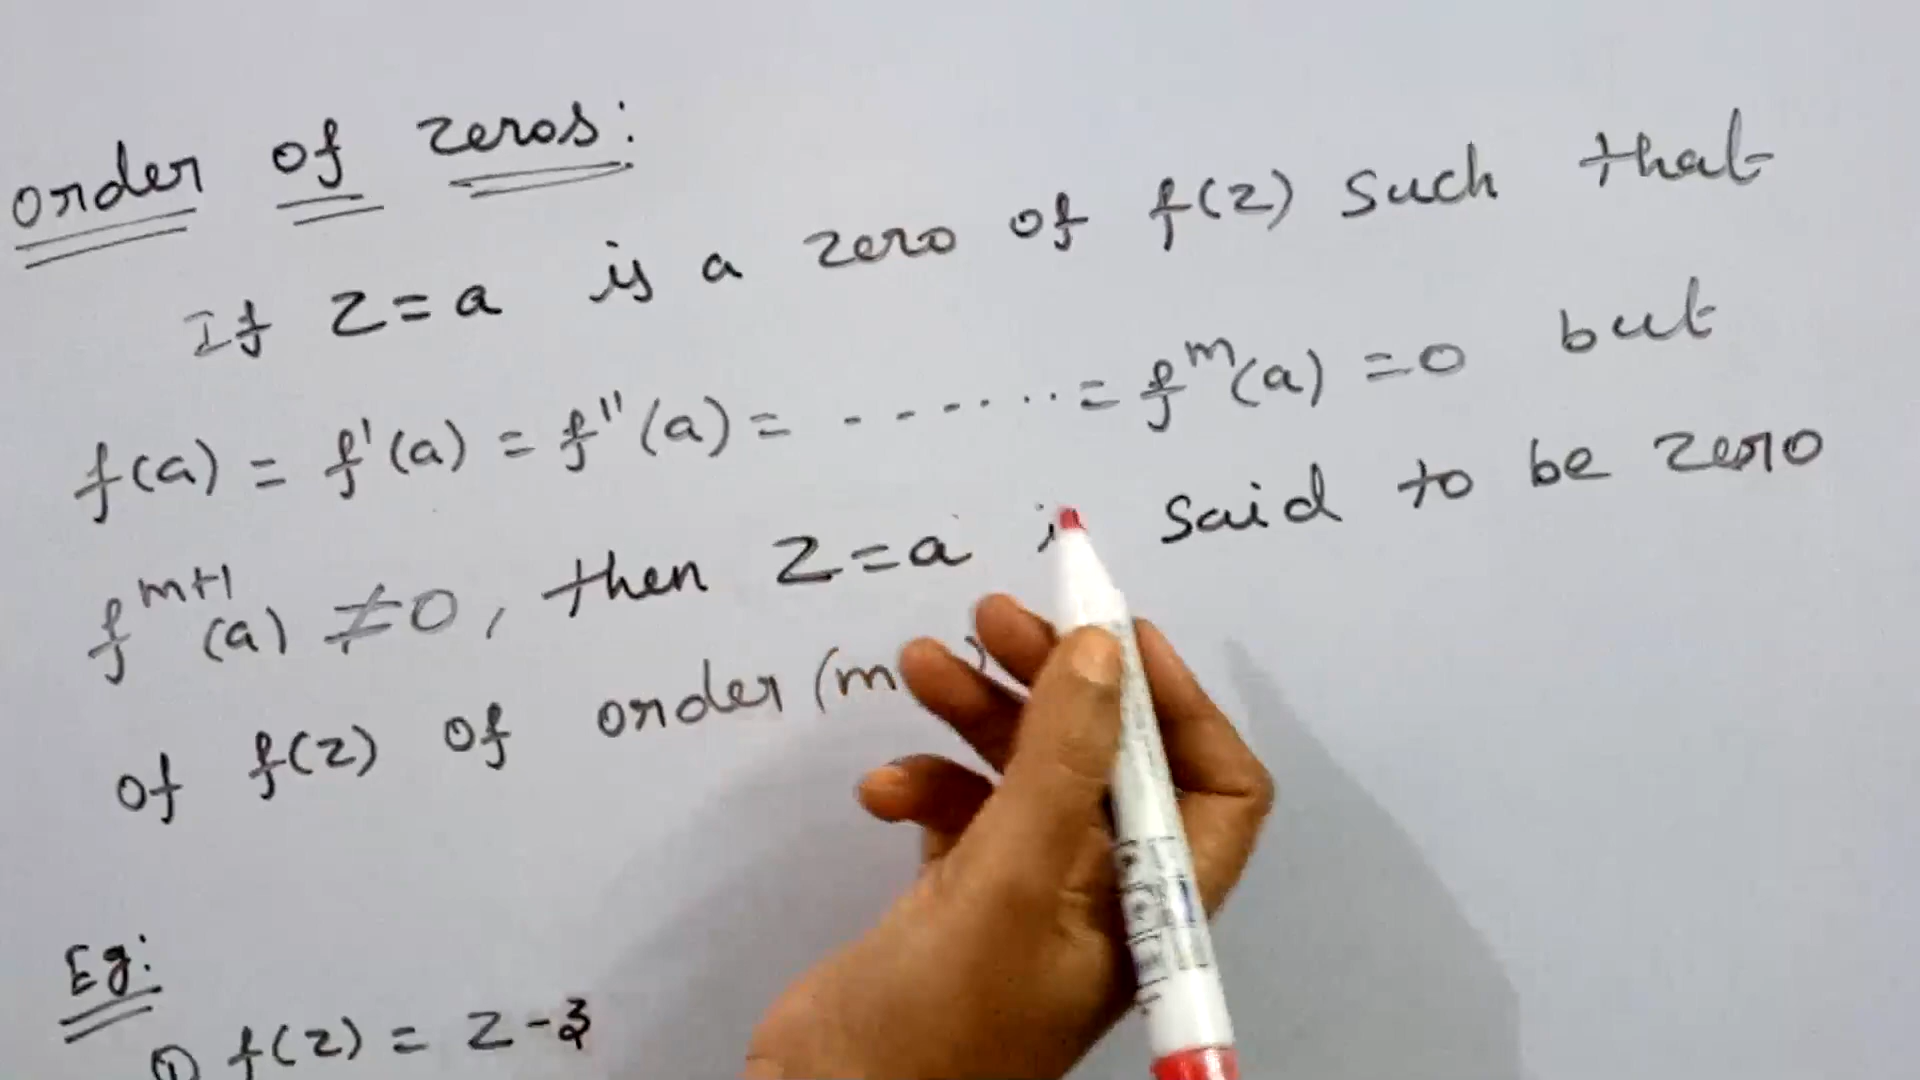 order of zeros:
If z=a is a zero of f(z) such that
f(a) = f'(a) = f''(a) = - - - - ..... = f^m(a) = 0 but
f^{m+1}(a) ≠ 0, then z=a said to be zero
of f(z) of order (m )
Eg:
① f(z) = z-3